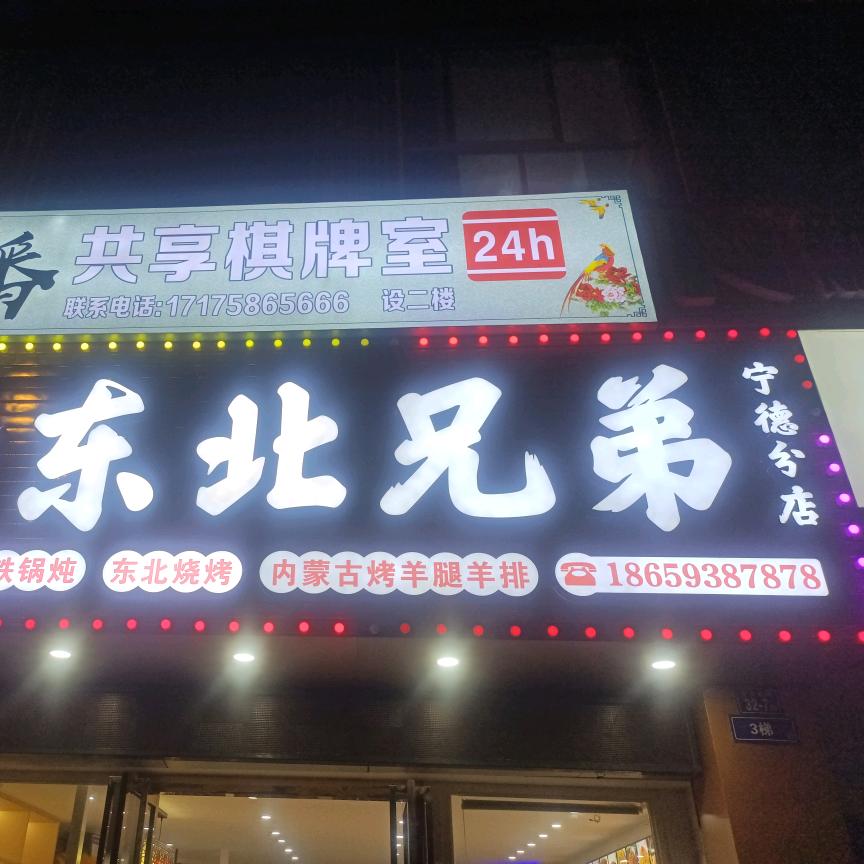 共享棋牌室 24h
联系电话:17175865666 设二楼
东北兄弟
宁德分店
铁锅炖 东北烧烤 内蒙古烤羊腿羊排 ☎18659387878
32-7
3梯